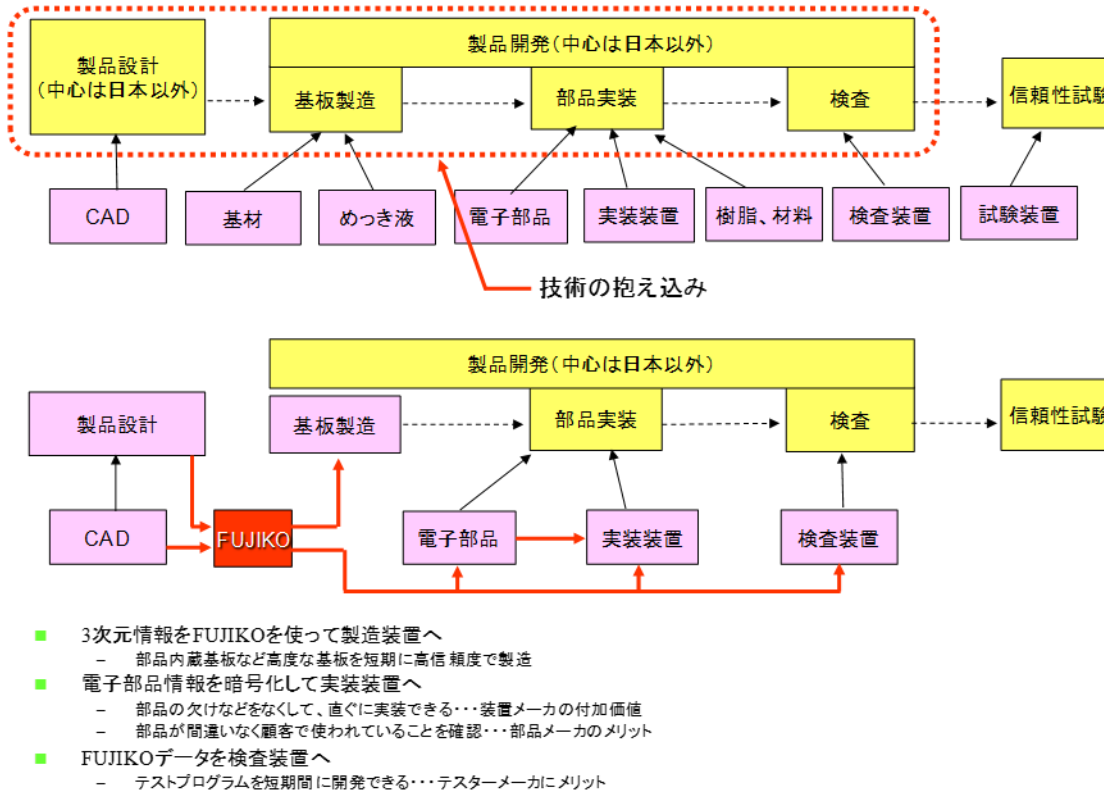 製品設計
(中心は日本以外)
製品開発(中心は日本以外)
基板製造
部品実装
検査
信頼性試験
CAD
基材
めっき液
電子部品
実装装置
樹脂、材料
検査装置
試験装置
技術の抱え込み
製品開発(中心は日本以外)
製品設計
基板製造
部品実装
検査
信頼性試験
CAD
FUJIKO
電子部品
実装装置
検査装置
3次元情報をFUJIKOを使って製造装置へ
– 部品内蔵基板など高度な基板を短期に高信頼度で製造
電子部品情報を暗号化して実装装置へ
– 部品の欠けなどをなくして、直ぐに実装できる・・・装置メーカの付加価値
– 部品が間違いなく顧客で使われていることを確認・・・部品メーカのメリット
FUJIKOデータを検査装置へ
– テストプログラムを短期間に開発できる・・・テスターメーカにメリット